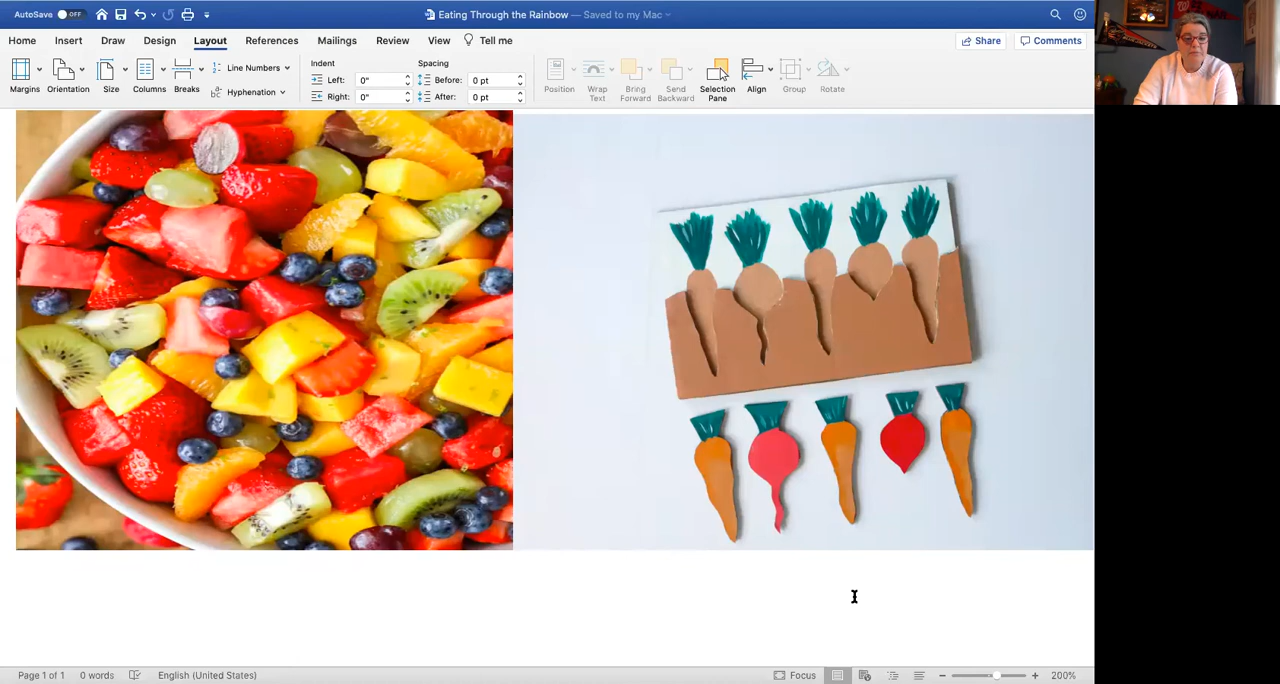 AutoSave OFF Eating Through the Rainbow — Saved to my Mac
Home Insert Draw Design Layout References Mailings Review View Tell me Share Comments
Indent Spacing
Margins Orientation Size Columns Breaks Line Numbers Hyphenation
Left: 0" Before: 0 pt
Right: 0" After: 0 pt
Position Wrap Text Bring Forward Send Backward Selection Pane Align Group Rotate
W
Page 1 of 1 0 words English (United States) Focus 200%